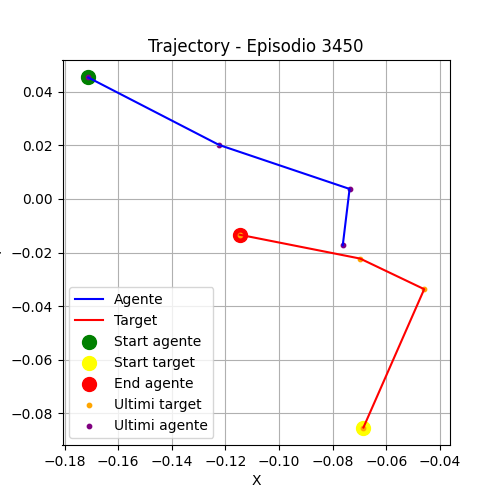 Trajectory - Episodio 3450
0.04
0.02
0.00
−0.02
−0.04
−0.06
−0.08
Agente
Target
Start agente
Start target
End agente
Ultimi target
Ultimi agente
−0.18 −0.16 −0.14 −0.12 −0.10 −0.08 −0.06 −0.04
X